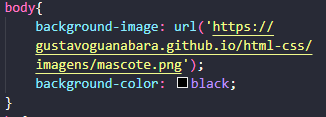 body{
background-image: url('https://
gustavoguanabara.github.io/html-css/
imagens/mascote.png');
background-color: black;
}